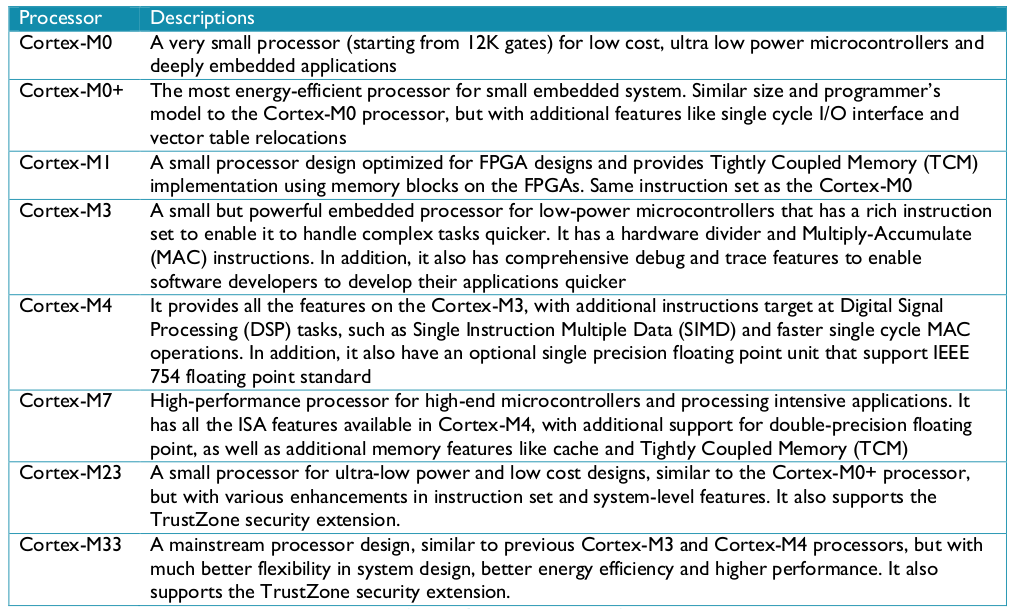 Processor Descriptions
Cortex-M0 A very small processor (starting from 12K gates) for low cost, ultra low power microcontrollers and
deeply embedded applications
Cortex-M0+ The most energy-efficient processor for small embedded system. Similar size and programmer's
model to the Cortex-M0 processor, but with additional features like single cycle I/O interface and
vector table relocations
Cortex-M1 A small processor design optimized for FPGA designs and provides Tightly Coupled Memory (TCM)
implementation using memory blocks on the FPGAs. Same instruction set as the Cortex-M0
Cortex-M3 A small but powerful embedded processor for low-power microcontrollers that has a rich instruction
set to enable it to handle complex tasks quicker. It has a hardware divider and Multiply-Accumulate
(MAC) instructions. In addition, it also has comprehensive debug and trace features to enable
software developers to develop their applications quicker
Cortex-M4 It provides all the features on the Cortex-M3, with additional instructions target at Digital Signal
Processing (DSP) tasks, such as Single Instruction Multiple Data (SIMD) and faster single cycle MAC
operations. In addition, it also have an optional single precision floating point unit that support IEEE
754 floating point standard
Cortex-M7 High-performance processor for high-end microcontrollers and processing intensive applications. It
has all the ISA features available in Cortex-M4, with additional support for double-precision floating
point, as well as additional memory features like cache and Tightly Coupled Memory (TCM)
Cortex-M23 A small processor for ultra-low power and low cost designs, similar to the Cortex-M0+ processor,
but with various enhancements in instruction set and system-level features. It also supports the
TrustZone security extension.
Cortex-M33 A mainstream processor design, similar to previous Cortex-M3 and Cortex-M4 processors, but with
much better flexibility in system design, better energy efficiency and higher performance. It also
supports the TrustZone security extension.